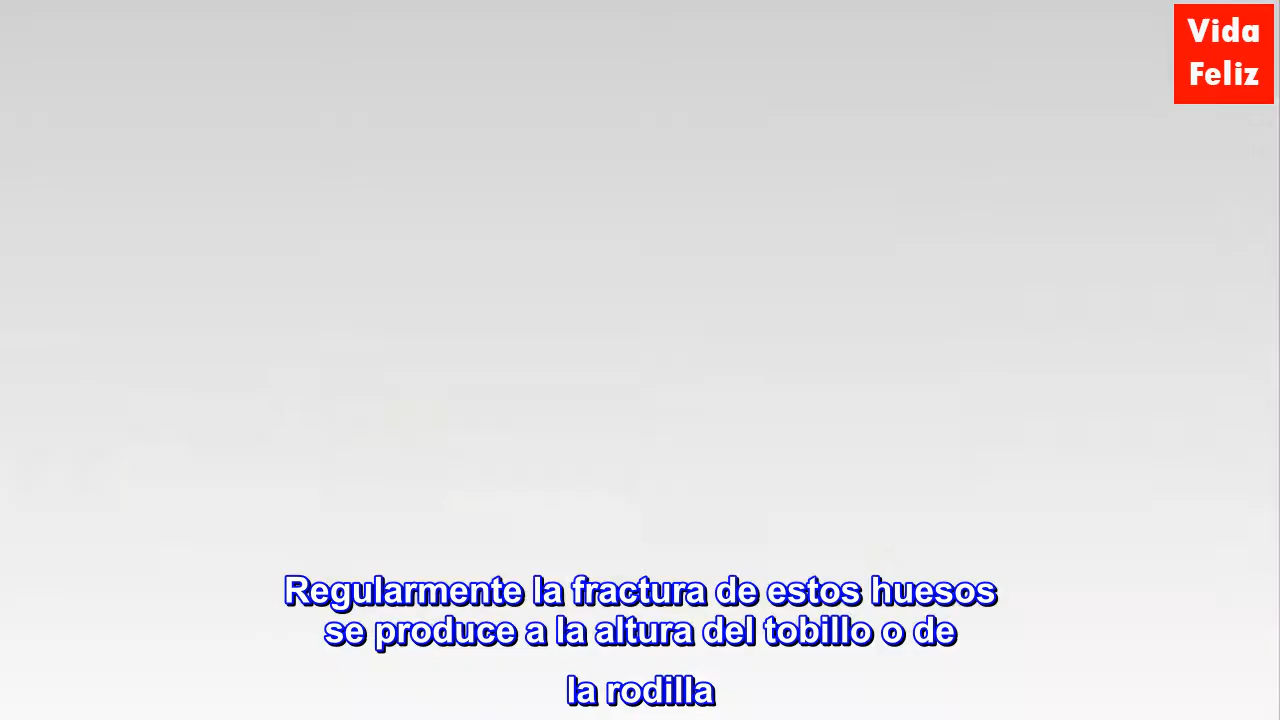 Vida
Feliz
Regularmente la fractura de estos huesos
se produce a la altura del tobillo o de
la rodilla